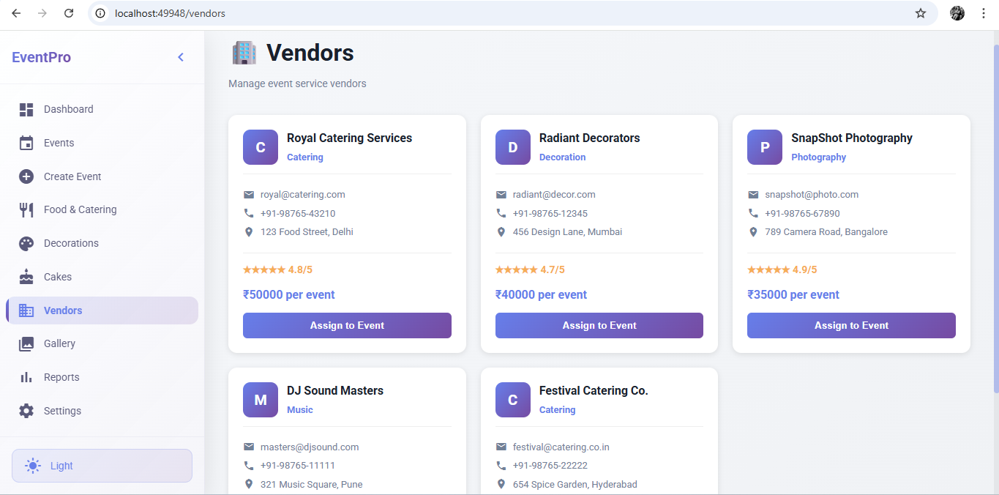 localhost:49948/vendors
EventPro
Dashboard
Events
Create Event
Food & Catering
Decorations
Cakes
Vendors
Gallery
Reports
Settings
Light
Vendors
Manage event service vendors
C
Royal Catering Services
Catering
royal@catering.com
+91-98765-43210
123 Food Street, Delhi
★★★★★ 4.8/5
₹50000 per event
Assign to Event
D
Radiant Decorators
Decoration
radiant@decor.com
+91-98765-12345
456 Design Lane, Mumbai
★★★★★ 4.7/5
₹40000 per event
Assign to Event
P
SnapShot Photography
Photography
snapshot@photo.com
+91-98765-67890
789 Camera Road, Bangalore
★★★★★ 4.9/5
₹35000 per event
Assign to Event
M
DJ Sound Masters
Music
masters@djsound.com
+91-98765-11111
321 Music Square, Pune
C
Festival Catering Co.
Catering
festival@catering.co.in
+91-98765-22222
654 Spice Garden, Hyderabad